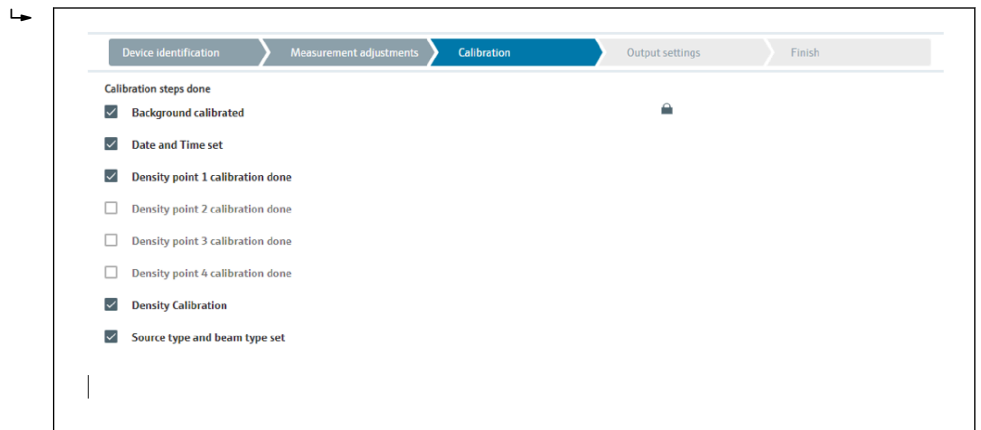 Device identification Measurement adjustments Calibration Output settings Finish
Calibration steps done
Background calibrated
Date and Time set
Density point 1 calibration done
Density point 2 calibration done
Density point 3 calibration done
Density point 4 calibration done
Density Calibration
Source type and beam type set